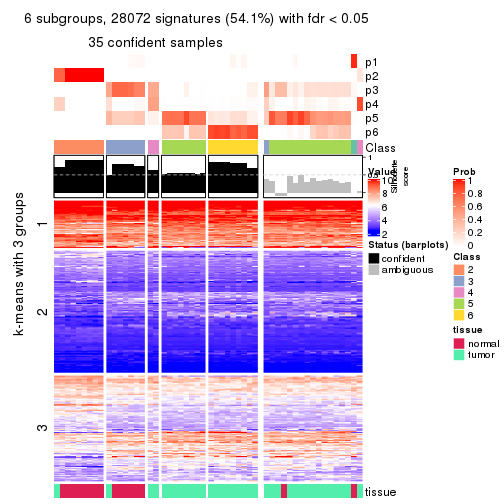 6 subgroups, 28072 signatures (54.1%) with fdr < 0.05
35 confident samples
p1
p2
p3
p4
p5
p6
Class
1
0.5
0
Silhouette
score
k-means with 3 groups
1
2
3
tissue
Value
10
8
6
4
2
Status (barplots)
confident
ambiguous
Prob
1
0.8
0.6
0.4
0.2
0
Class
2
3
4
5
6
tissue
normal
tumor